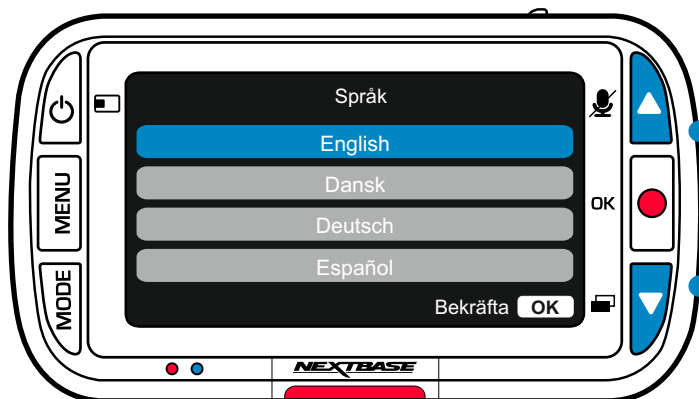 Språk
English
MENU
Dansk
OK
Deutsch
MODE
Español
Bekräfta OK
NEXTBASE